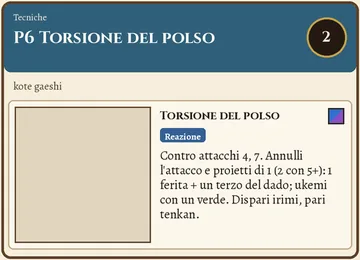 Tecniche
P6 Torsione del polso
2
kote gaeshi
Torsione del polso
Reazione
Contro attacchi 4, 7. Annulli
l'attacco e proietti di 1 (2 con 5+): 1
ferita + un terzo del dado; ukemi
con un verde. Dispari irimi, pari
tenkan.